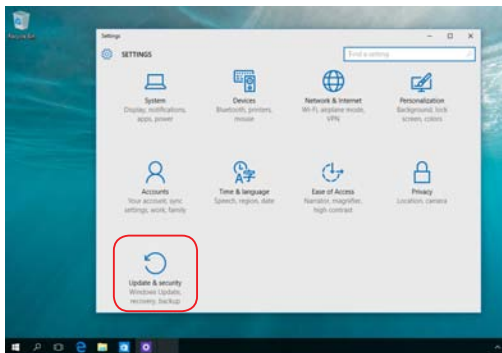 Recycle Bin
Settings
SETTINGS
Find a setting
System
Display, notifications,
apps, power
Devices
Bluetooth, printers,
mouse
Network & Internet
Wi-Fi, airplane mode,
VPN
Personalization
Background, lock
screen, colors
Accounts
Your account, sync
settings, work, family
Time & language
Speech, region, date
Ease of Access
Narrator, magnifier,
high contrast
Privacy
Location, camera
Update & security
Windows Update,
recovery, backup